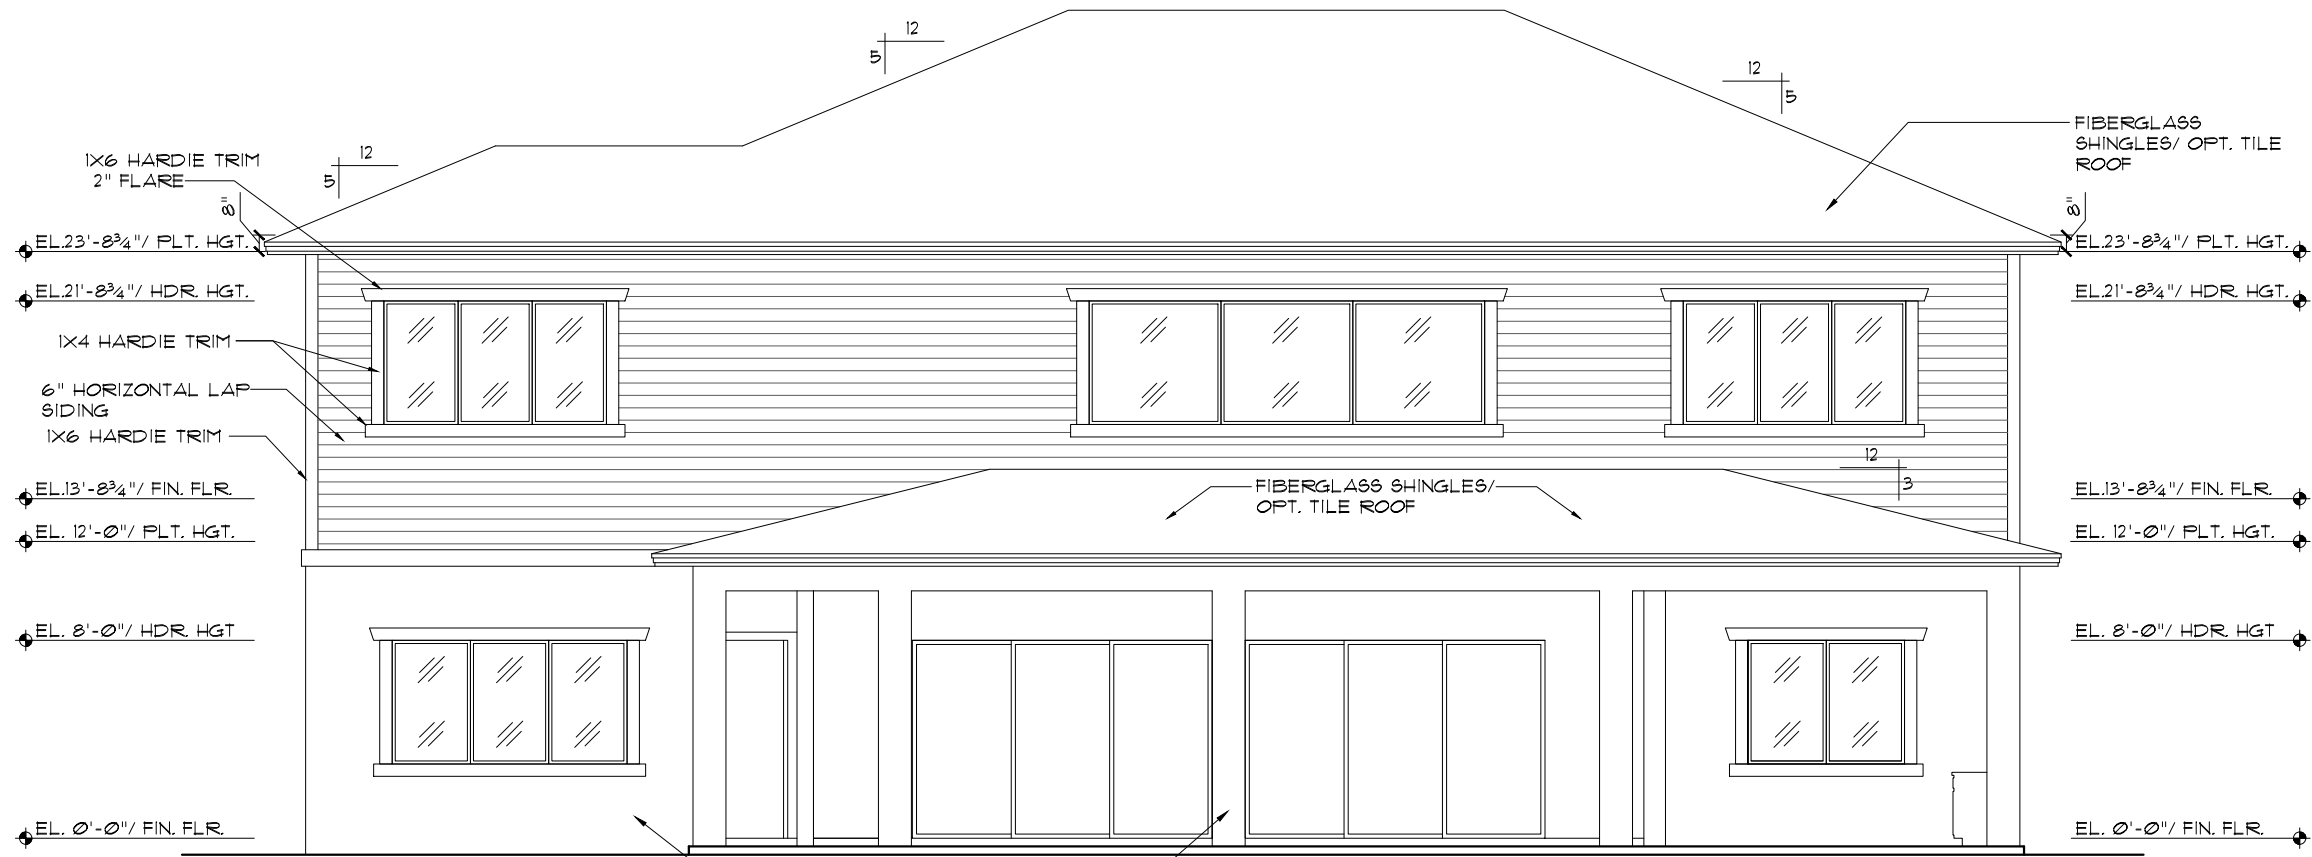 12
5
12
5
FIBERGLASS
SHINGLES/ OPT. TILE
ROOF
12
5
1X6 HARDIE TRIM
2" FLARE
8"
8"
EL.23'-8¾"/ PLT. HGT.
EL.23'-8¾"/ PLT. HGT.
EL.21'-8¾"/ HDR. HGT.
EL.21'-8¾"/ HDR. HGT.
1X4 HARDIE TRIM
6" HORIZONTAL LAP
SIDING
1X6 HARDIE TRIM
12
3
FIBERGLASS SHINGLES/
OPT. TILE ROOF
EL.13'-8¾"/ FIN. FLR.
EL.13'-8¾"/ FIN. FLR.
EL. 12'-0"/ PLT. HGT.
EL. 12'-0"/ PLT. HGT.
EL. 8'-0"/ HDR. HGT
EL. 8'-0"/ HDR. HGT
EL. 0'-0"/ FIN. FLR.
EL. 0'-0"/ FIN. FLR.